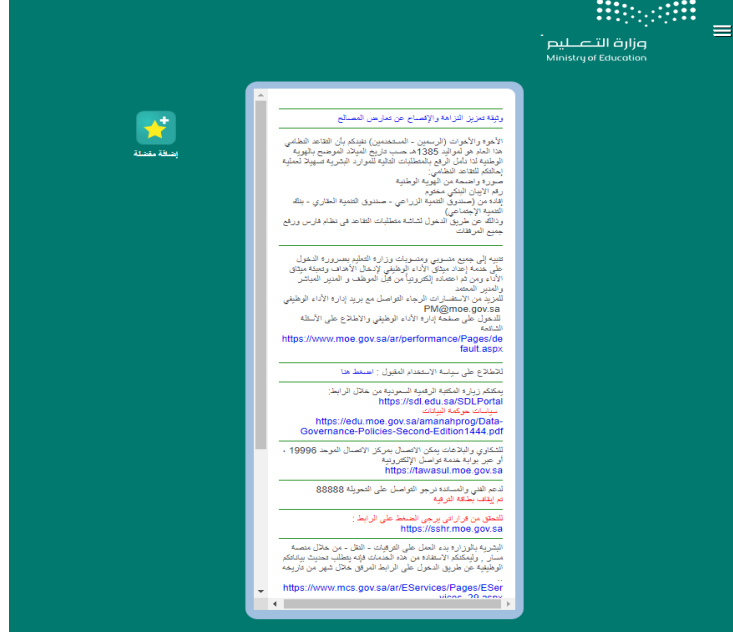 وزارة التعليم
Ministry of Education
إضافة مفضلة
وثيقة تعزيز النزاهة والإفصاح عن تعارض المصالح
الأخوة والأخوات (الرسمين - المستخدمين) نفيدكم بأن التقاعد النظامي
هذا العام هو لمواليد 1385هـ حسب تاريخ الميلاد الموضح بالهوية
الوطنية لذا نأمل الرفع بالمتطلبات التالية للموارد البشرية تسهيلا لعملية
إحالتكم للتقاعد النظامي:
صورة واضحة من الهوية الوطنية
رقم الايبان البنكي مختوم
إفادة من (صندوق التنمية الزراعي - صندوق التنمية العقاري - بنك
التنمية الإجتماعي)
وذالك عن طريق الدخول لشاشة متطلبات التقاعد فى نظام فارس ورفع
جميع المرفقات
تنبيه إلى جميع منسوبي ومنسوبات وزارة التعليم بضرورة الدخول
على خدمة إعداد ميثاق الأداء الوظيفي لإدخال الأهداف وتعبئة ميثاق
الأداء ومن ثم اعتماده إلكترونياً من قبل الموظف و المدير المباشر
والمدير المعتمد
للمزيد من الاستفسارات الرجاء التواصل مع بريد إدارة الأداء الوظيفي
PM@moe.gov.sa
للدخول على صفحة إدارة الأداء الوظيفي والاطلاع على الأسئلة
الشائعة
https://www.moe.gov.sa/ar/performance/Pages/de
fault.aspx
للاطلاع على سياسة الاستخدام المقبول : اضغط هنا
يمكنكم زيارة المكتبة الرقمية السعودية من خلال الرابط:
https://sdl.edu.sa/SDLPortal
سياسات حوكمة البيانات
https://edu.moe.gov.sa/amanahprog/Data-
Governance-Policies-Second-Edition1444.pdf
للشكاوي والبلاغات يمكن الاتصال بمركز الاتصال الموحد 19996 ،
أو عبر بوابة خدمة تواصل الإلكترونية
https://tawasul.moe.gov.sa
لدعم الفني والمساندة نرجو التواصل على التحويلة 88888
تم إيقاف بطاقة الترقية
للتحقق من قراراتي يرجى الضغط على الرابط :
https://sshr.moe.gov.sa
البشرية بالوزارة بدء العمل على الترقيات - النقل - من خلال منصة
مسار , وليمكنكم الاستفادة من هذه الخدمات فإنه يتطلب تحديث بياناتكم
الوظيفية عن طريق الدخول على الرابط المرفق خلال شهر من تاريخه
..
https://www.mcs.gov.sa/ar/EServices/Pages/ESer
vices_29.aspx